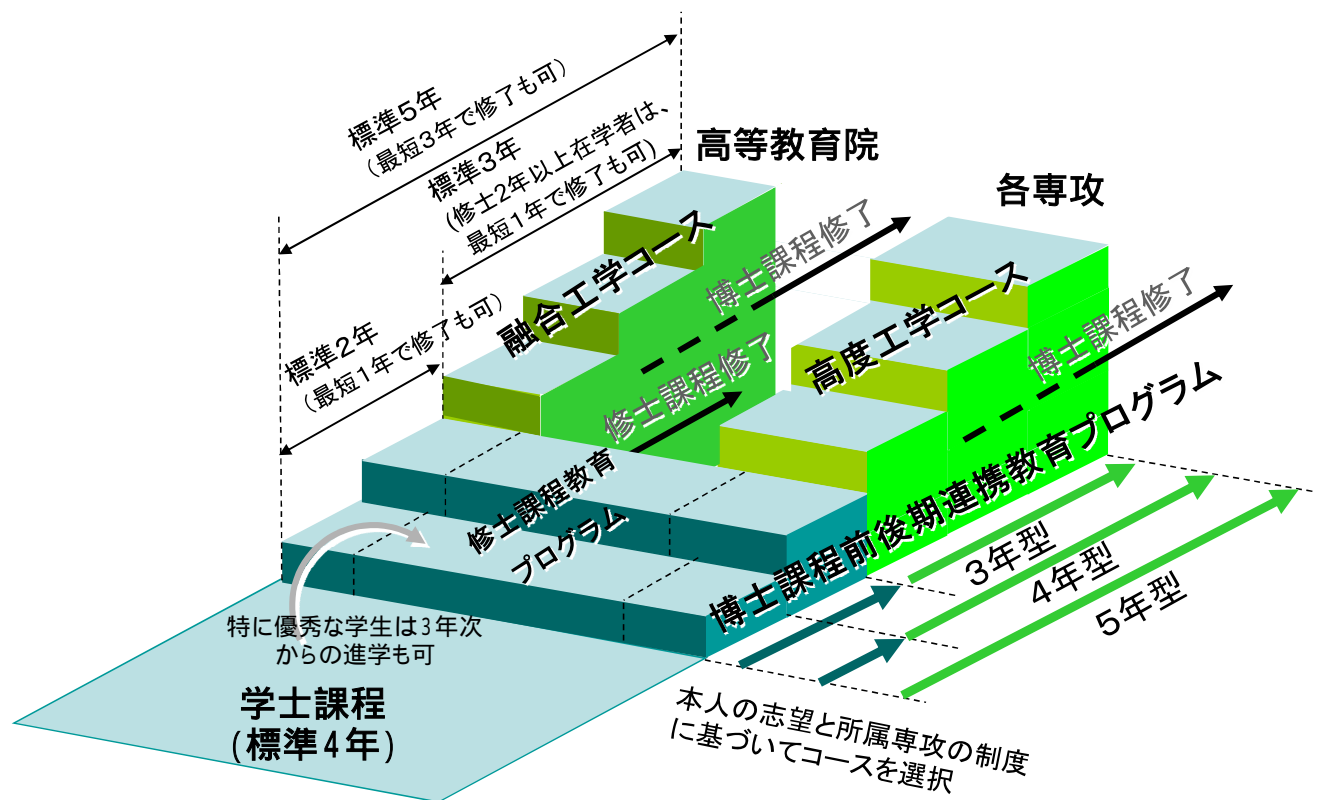 標準5年
(最短3年で修了も可)
標準3年
(修士2年以上在学者は、
最短1年で修了も可)
標準2年
(最短1年で修了も可)
高等教育院
各専攻
融合工学コース
博士課程修了
高度工学コース
博士課程修了
修士課程修了
修士課程教育
プログラム
博士課程前後期連携教育プログラム
3年型
4年型
5年型
特に優秀な学生は3年次
からの進学も可
学士課程
(標準4年)
本人の志望と所属専攻の制度
に基づいてコースを選択